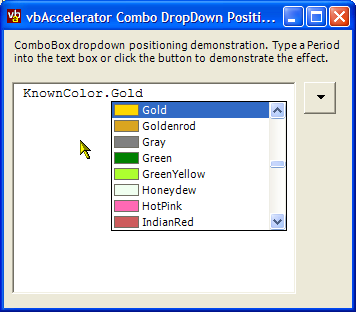 vbAccelerator Combo DropDown Positi...
ComboBox dropdown positioning demonstration. Type a Period
into the text box or click the button to demonstrate the effect.
KnownColor.Gold
Gold
Goldenrod
Gray
Green
GreenYellow
Honeydew
HotPink
IndianRed